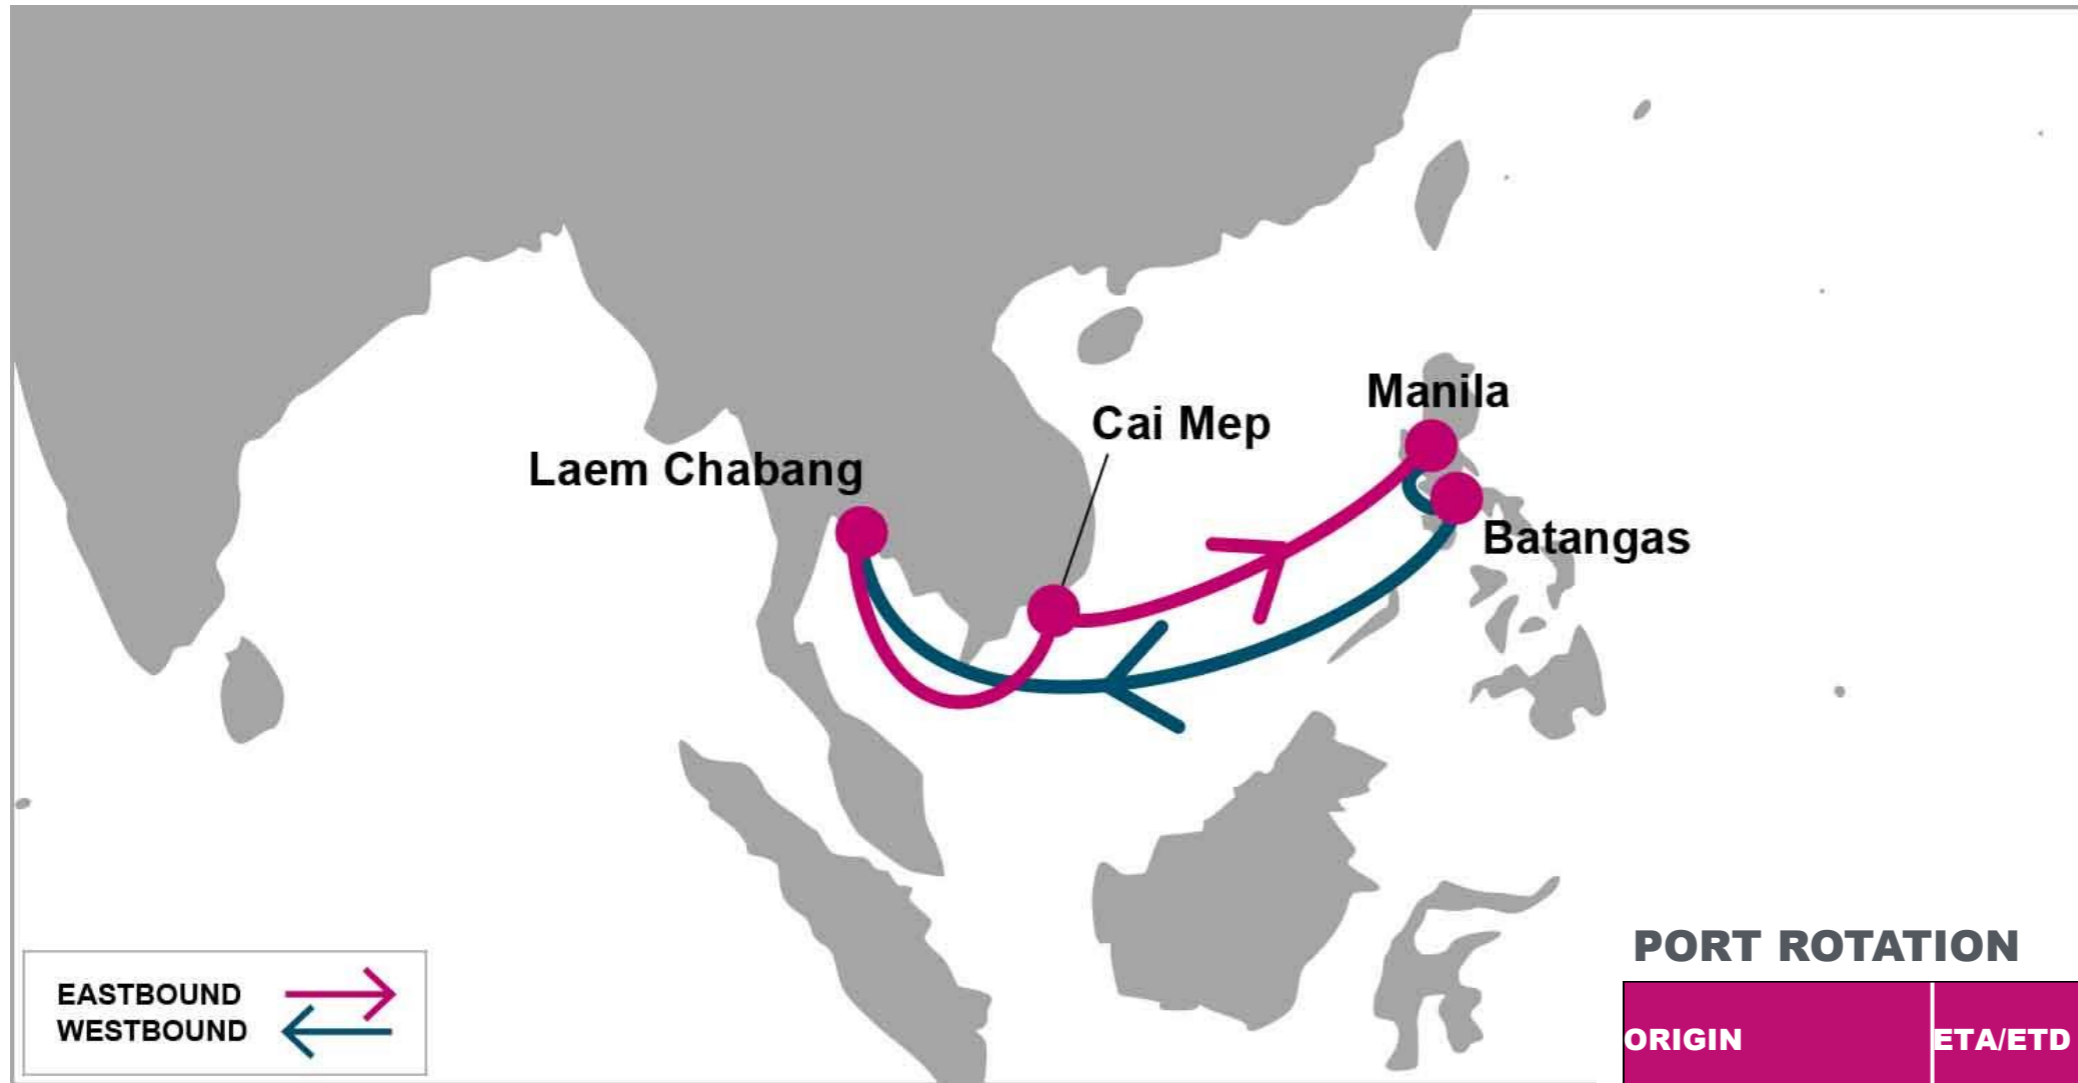 Manila
Cai Mep
Laem Chabang
Batangas
EASTBOUND
WESTBOUND
PORT ROTATION
ORIGIN
ETA/ETD